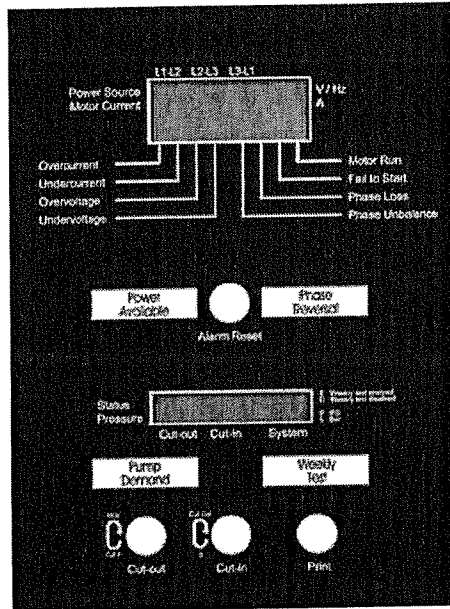 L1-L2 L2-L3 L3-L1
Power Source
Motor Current
V / Hz
A
Overcurrent
Undercurrent
Overvoltage
Undervoltage
Motor Run
Fail to Start
Phase Loss
Phase Unbalance
Power
Available
Phase
Reversal
Alarm Reset
Status
Pressure
Cut-out Cut-In System
Pump
Demand
Weekly
Test
Cut-out
Cut-In
Print